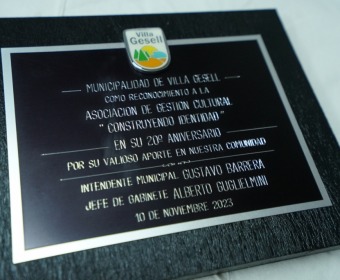 Villa
Gesell
MUNICIPALIDAD DE VILLA GESELL
COMO RECONOCIMIENTO A LA
ASOCIACION DE GESTION CULTURAL
" CONSTRUYENDO IDENTIDAD "
EN SU 20º ANIVERSARIO
POR SU VALIOSO APORTE EN NUESTRA COMUNIDAD
INTENDENTE MUNICIPAL GUSTAVO BARRERA
JEFE DE GABINETE ALBERTO GUGLIELMINI
10 DE NOVIEMBRE 2023